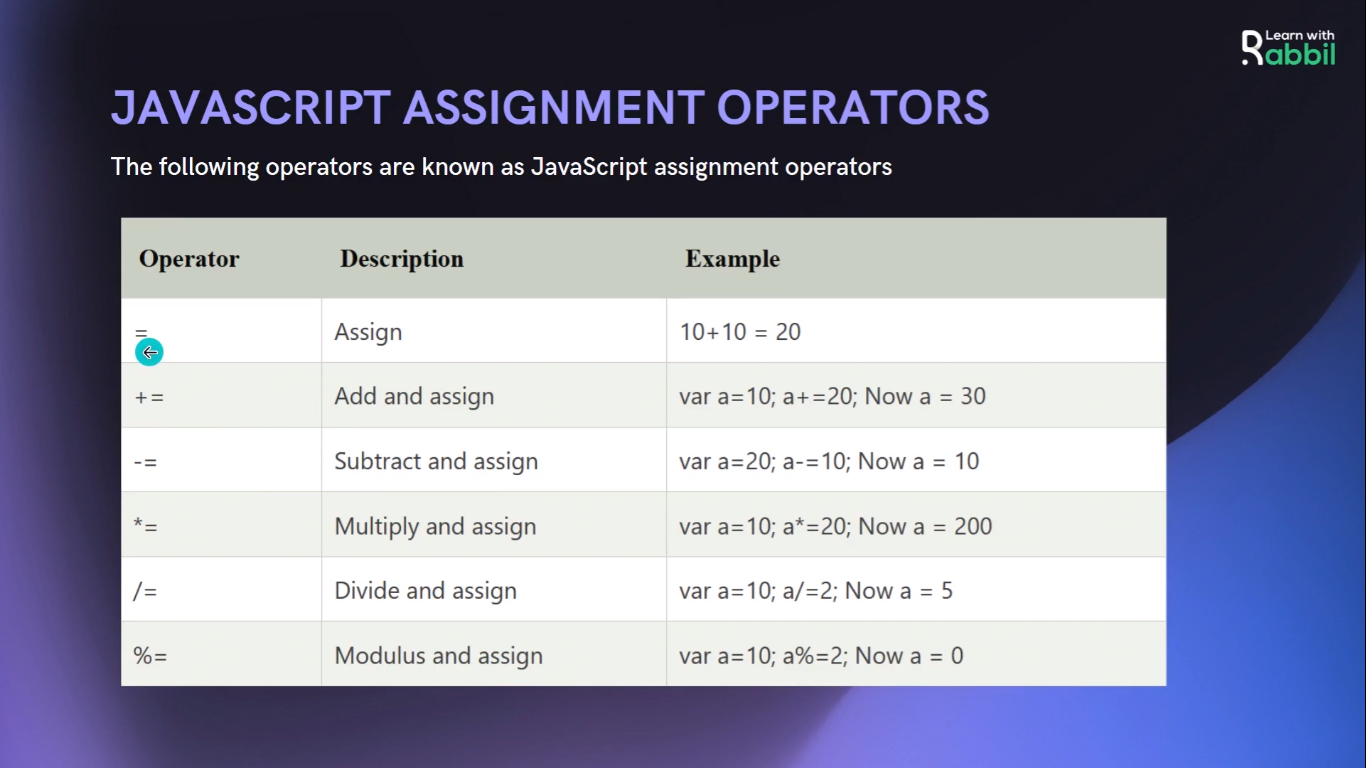 Learn with
Rabbil
JAVASCRIPT ASSIGNMENT OPERATORS
The following operators are known as JavaScript assignment operators
Operator Description Example
= Assign 10+10 = 20
+= Add and assign var a=10; a+=20; Now a = 30
-= Subtract and assign var a=20; a-=10; Now a = 10
*= Multiply and assign var a=10; a*=20; Now a = 200
/= Divide and assign var a=10; a/=2; Now a = 5
%= Modulus and assign var a=10; a%=2; Now a = 0